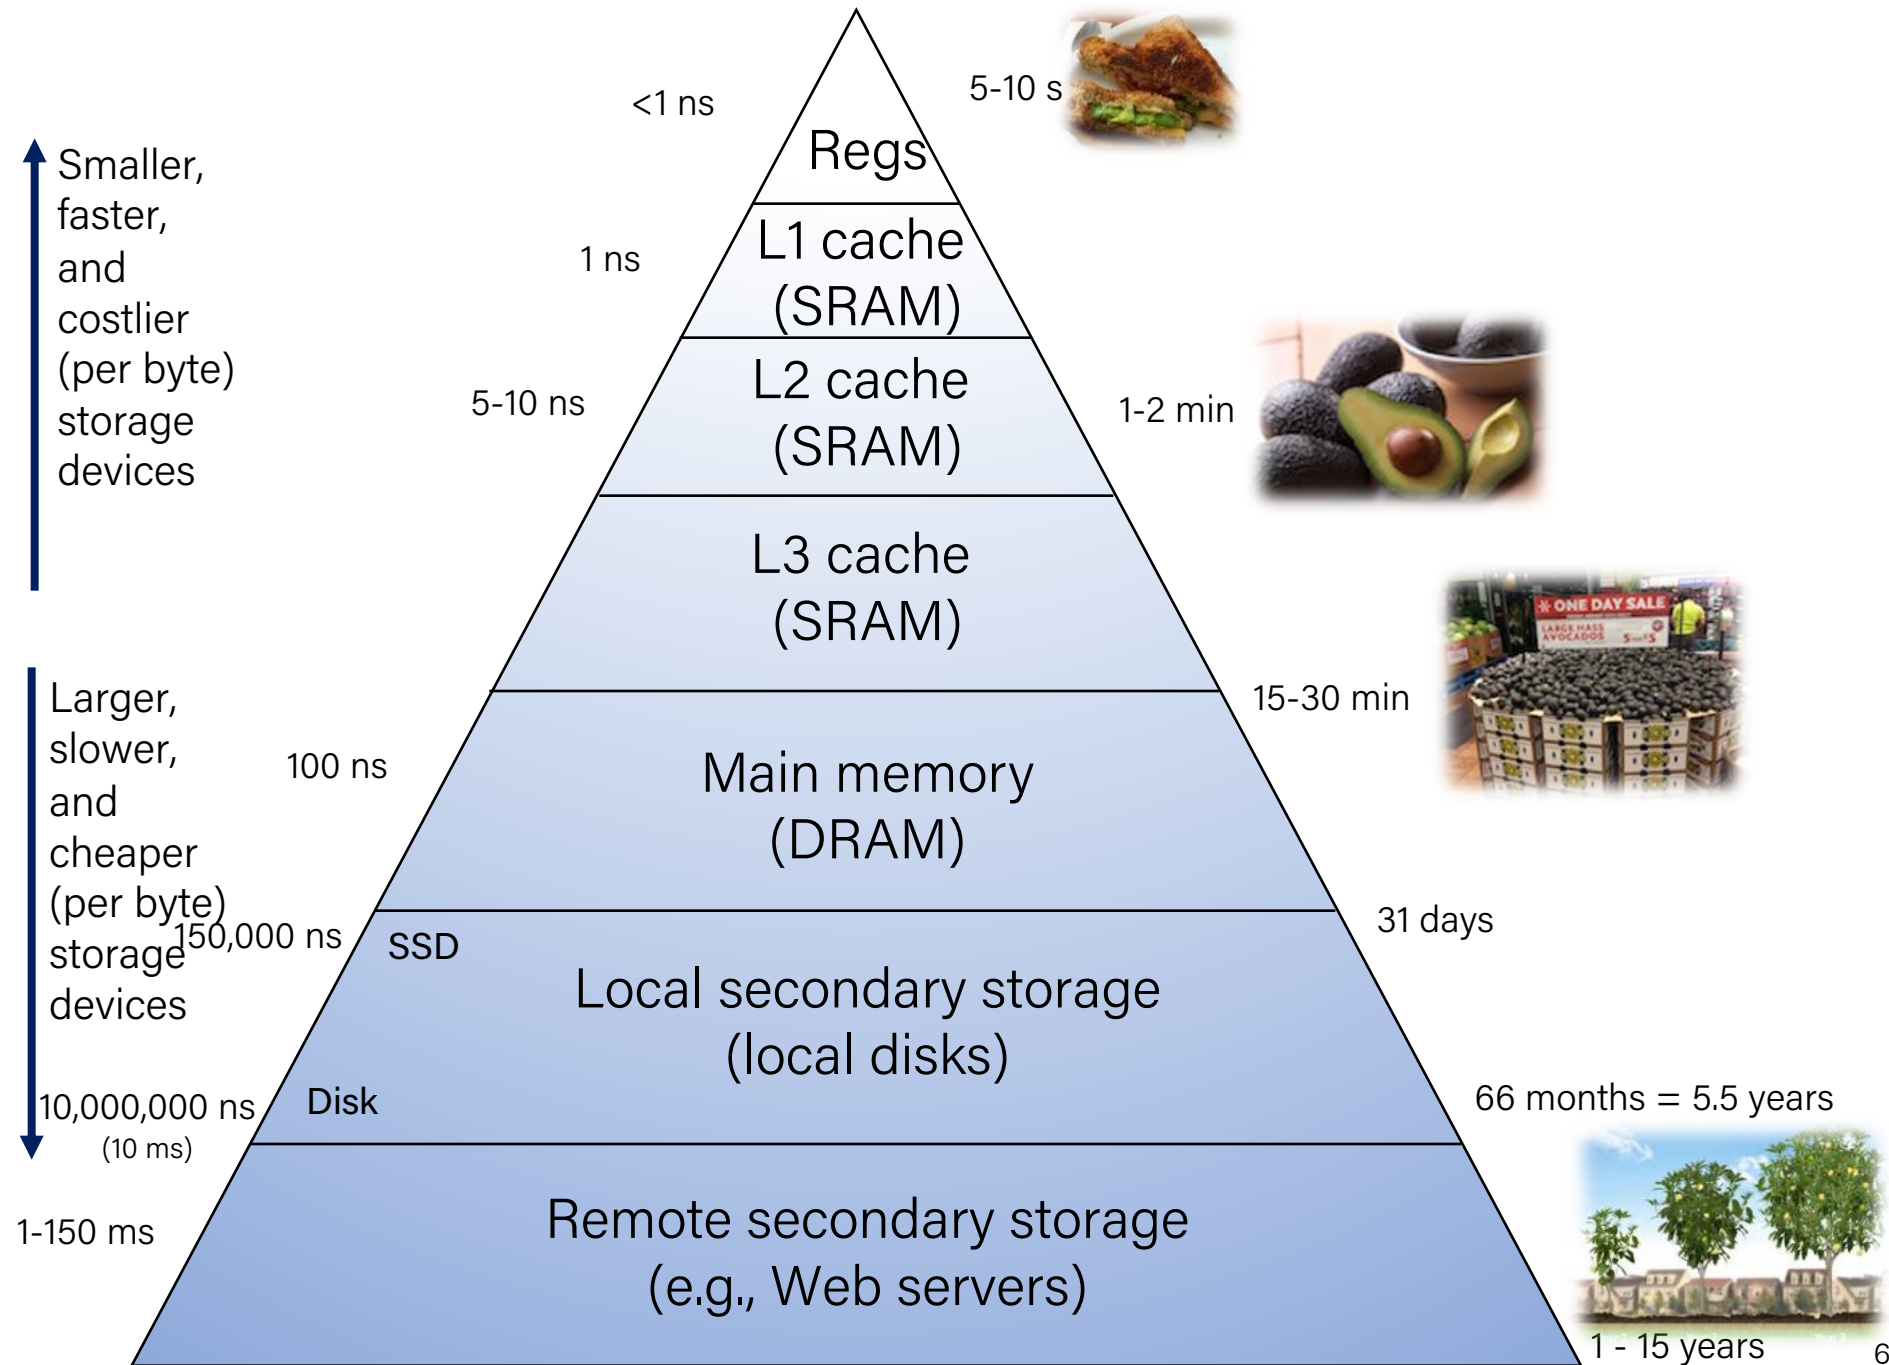 <1 ns
5-10 s
Regs
Smaller,
faster,
and
costlier
(per byte)
storage
devices
1 ns
L1 cache
(SRAM)
5-10 ns
L2 cache
(SRAM)
1-2 min
L3 cache
(SRAM)
ONE DAY SALE
LARGE HASS
AVOCADOS
15-30 min
Larger,
slower,
and
cheaper
(per byte)
storage
devices
100 ns
Main memory
(DRAM)
150,000 ns
SSD
31 days
Local secondary storage
(local disks)
10,000,000 ns
(10 ms)
Disk
66 months = 5.5 years
1-150 ms
Remote secondary storage
(e.g., Web servers)
1 - 15 years
6